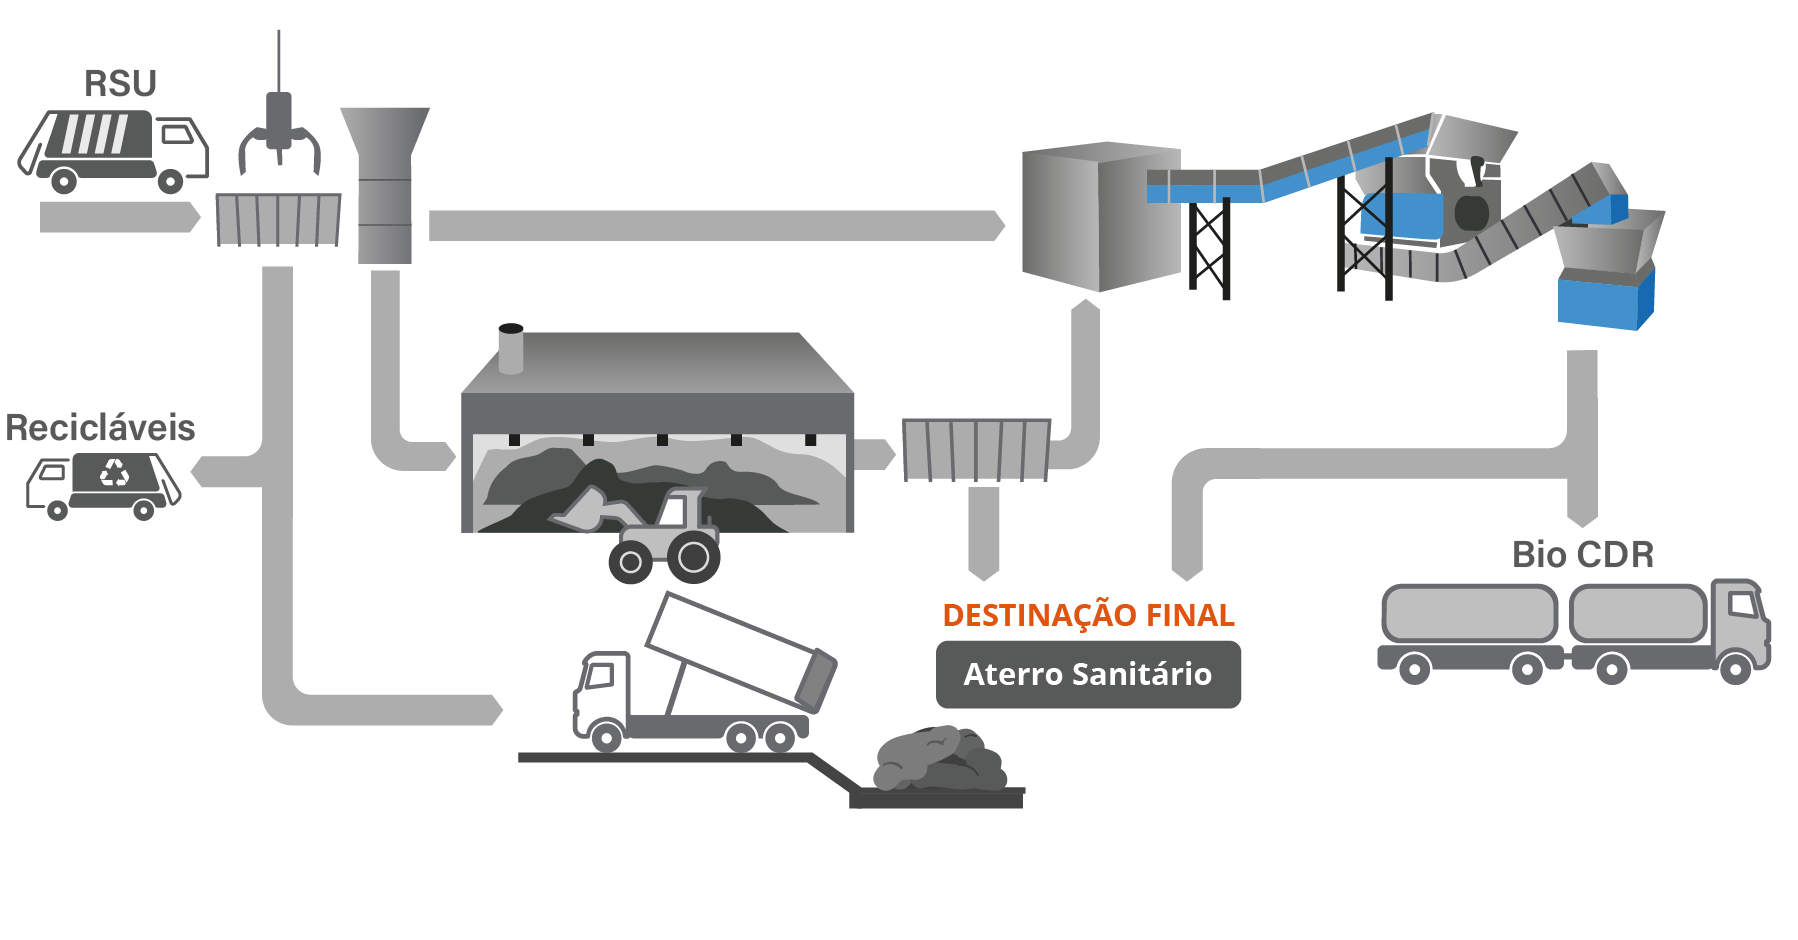 RSU
Recicláveis
Bio CDR
DESTINAÇÃO FINAL
Aterro Sanitário